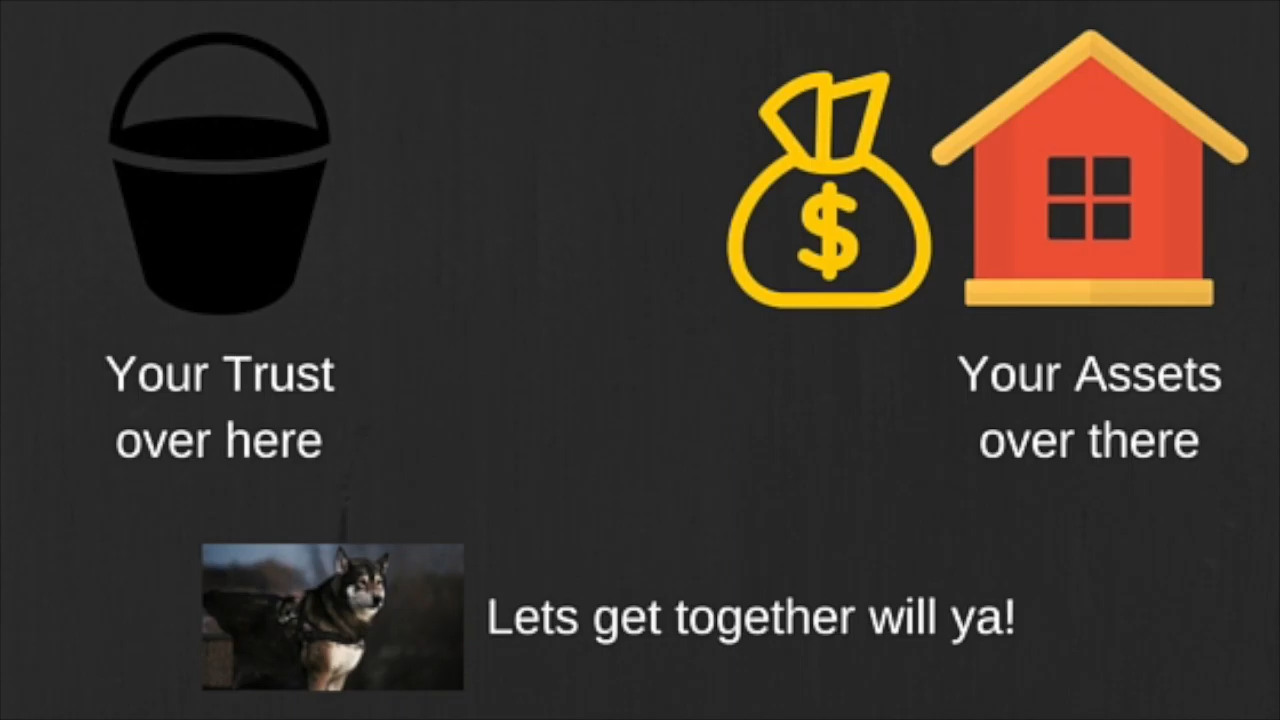 $
Your Trust
over here
Your Assets
over there
Lets get together will ya!